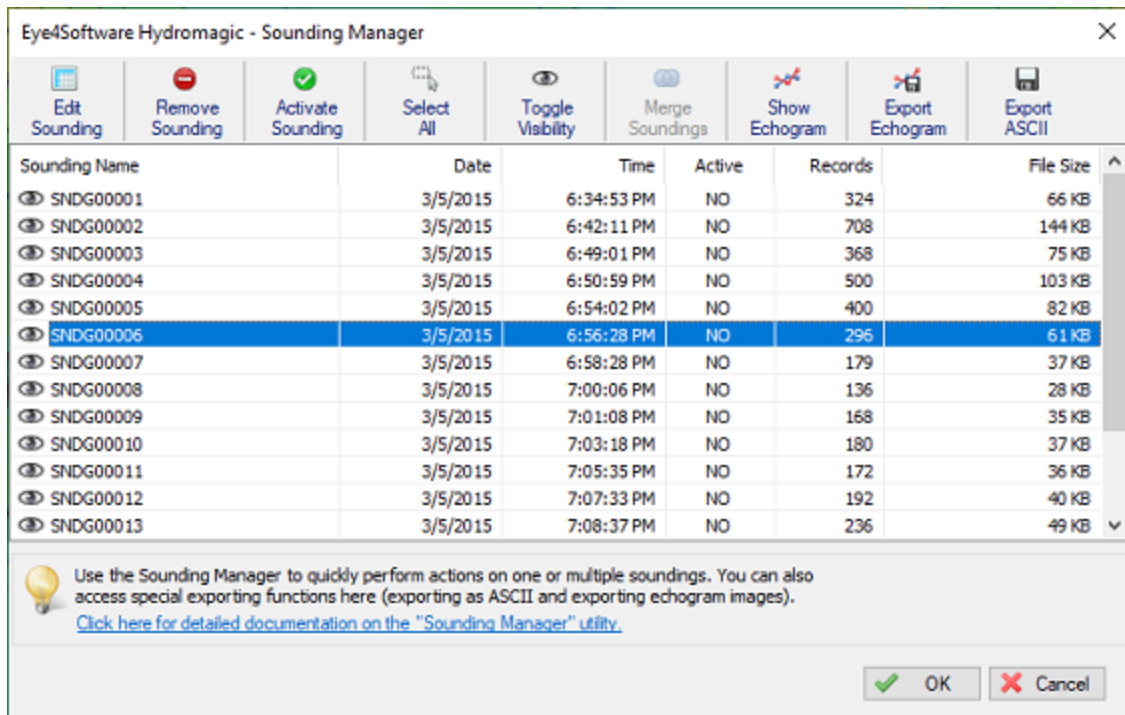 Eye4Software Hydromagic - Sounding Manager
Edit Sounding Remove Sounding Activate Sounding Select All Toggle Visibility Merge Soundings Show Echogram Export Echogram Export ASCII
Sounding Name Date Time Active Records File Size
SNDG00001 3/5/2015 6:34:53 PM NO 324 66 KB
SNDG00002 3/5/2015 6:42:11 PM NO 708 144 KB
SNDG00003 3/5/2015 6:49:01 PM NO 368 75 KB
SNDG00004 3/5/2015 6:50:59 PM NO 500 103 KB
SNDG00005 3/5/2015 6:54:02 PM NO 400 82 KB
SNDG00006 3/5/2015 6:56:28 PM NO 296 61 KB
SNDG00007 3/5/2015 6:58:28 PM NO 179 37 KB
SNDG00008 3/5/2015 7:00:06 PM NO 136 28 KB
SNDG00009 3/5/2015 7:01:08 PM NO 168 35 KB
SNDG00010 3/5/2015 7:03:18 PM NO 180 37 KB
SNDG00011 3/5/2015 7:05:35 PM NO 172 36 KB
SNDG00012 3/5/2015 7:07:33 PM NO 192 40 KB
SNDG00013 3/5/2015 7:08:37 PM NO 236 49 KB
Use the Sounding Manager to quickly perform actions on one or multiple soundings. You can also
access special exporting functions here (exporting as ASCII and exporting echogram images).
Click here for detailed documentation on the "Sounding Manager" utility.
OK Cancel